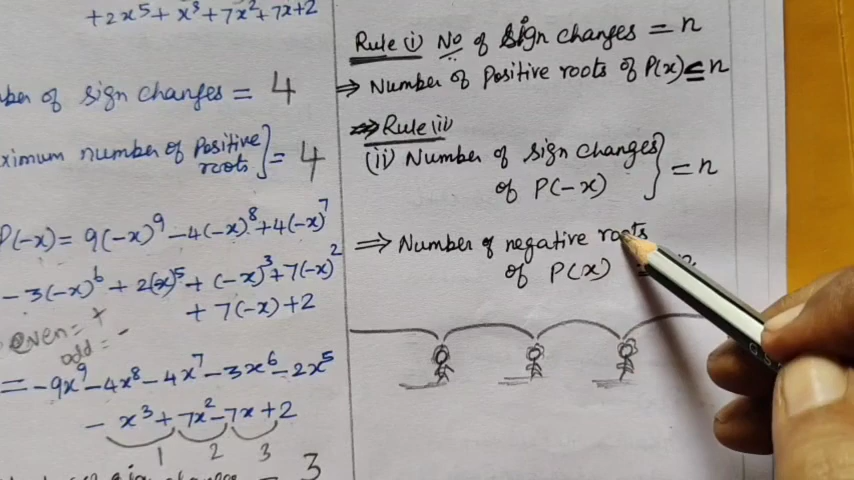 +2x⁵+x³+7x²+7x+2
ber of sign changes = 4
ximum number of Positive roots } = 4
P(-x) = 9(-x)⁹ -4(-x)⁸+4(-x)⁷
-3(-x)⁶ + 2(-x)⁵ + (-x)³+7(-x)²
+ 7(-x)+2
even= +
odd = -
= -9x⁹-4x⁸-4x⁷-3x⁶-2x⁵
- x³+7x²-7x+2
1 2 3
= 3
Rule (i) No of sign changes = n
⇒ Number of Positive roots of P(x) ≤ n
⇒ Rule (ii)
(ii) Number of sign changes
of P(-x) } = n
⇒ Number of negative roots
of P(x)